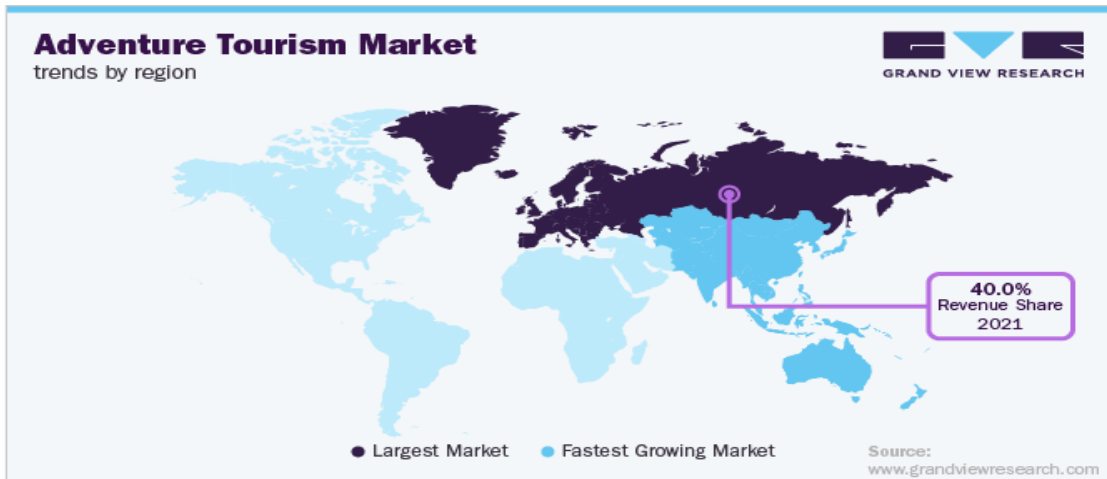 Adventure Tourism Market
trends by region
GRAND VIEW RESEARCH
40.0%
Revenue Share
2021
Largest Market
Fastest Growing Market
Source:
www.grandviewresearch.com